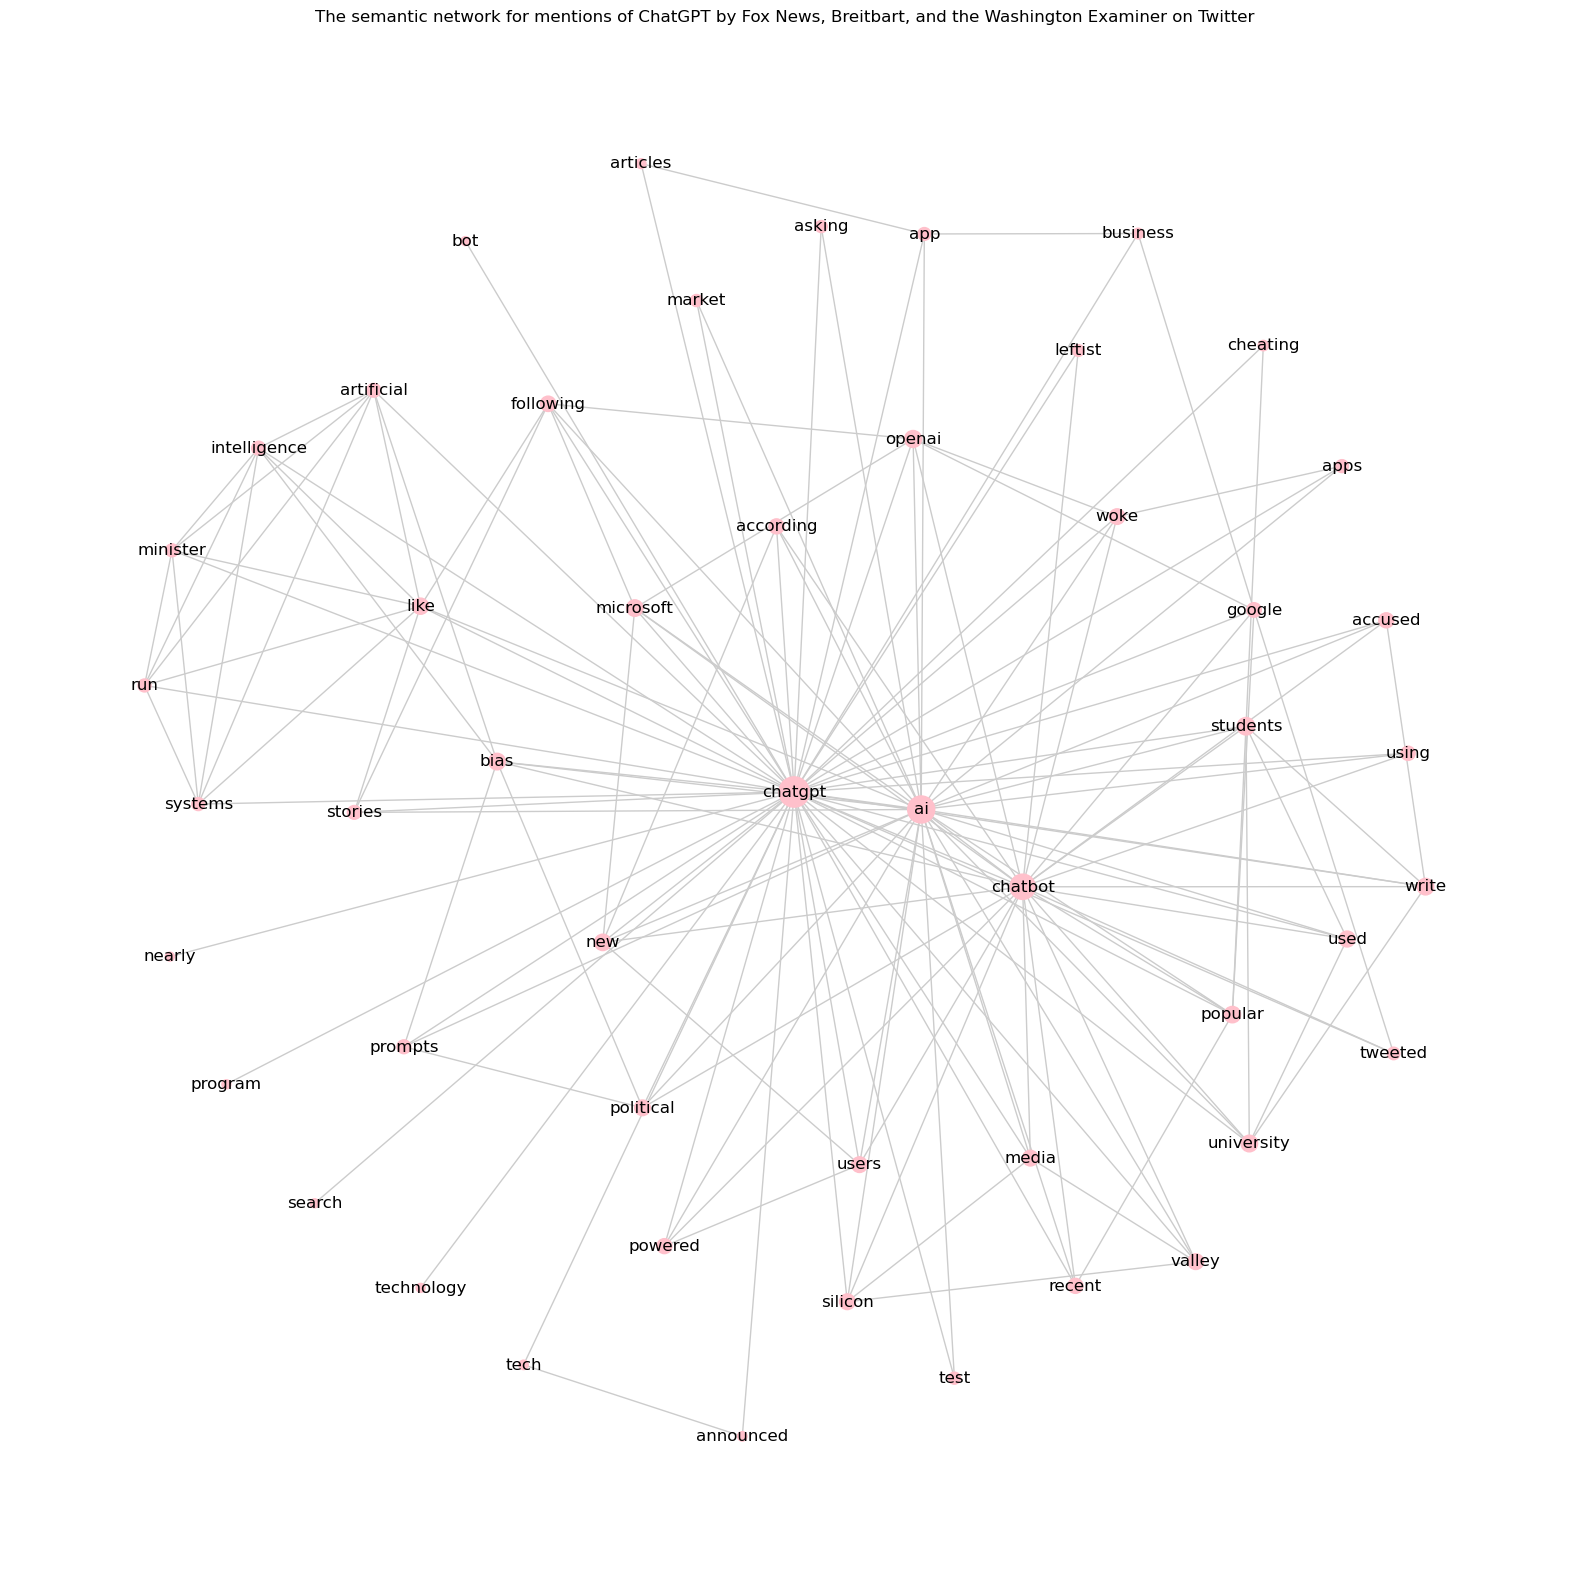 The semantic network for mentions of ChatGPT by Fox News, Breitbart, and the Washington Examiner on Twitter
articles
asking
app
business
bot
market
cheating
leftist
artificial
following
openai
intelligence
apps
woke
according
minister
like
microsoft
google
accused
run
students
using
bias
chatgpt
systems
stories
ai
chatbot
write
used
new
nearly
popular
prompts
tweeted
program
political
university
media
users
search
powered
valley
recent
technology
silicon
tech
test
announced